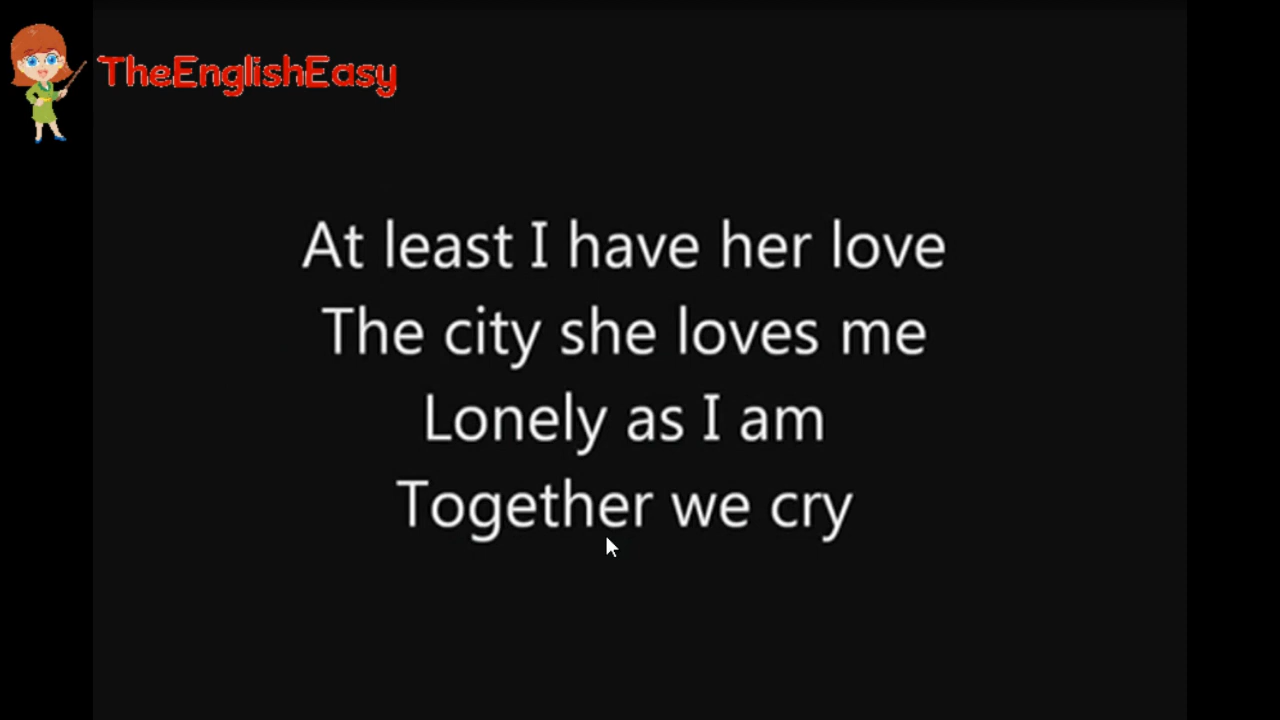 TheEnglishEasy
At least I have her love
The city she loves me
Lonely as I am
Together we cry